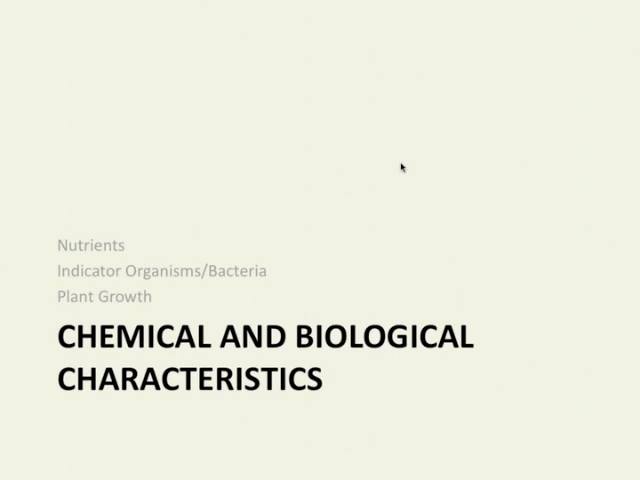 Nutrients
Indicator Organisms/Bacteria
Plant Growth
CHEMICAL AND BIOLOGICAL
CHARACTERISTICS